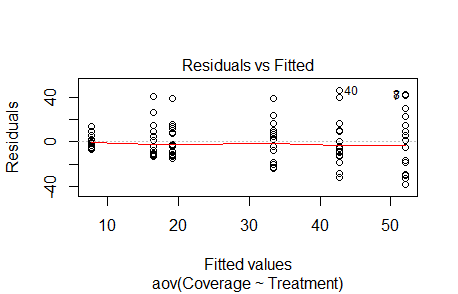 Residuals vs Fitted
Residuals
40
0
-40
40
10
20
30
40
50
Fitted values
aov(Coverage ~ Treatment)